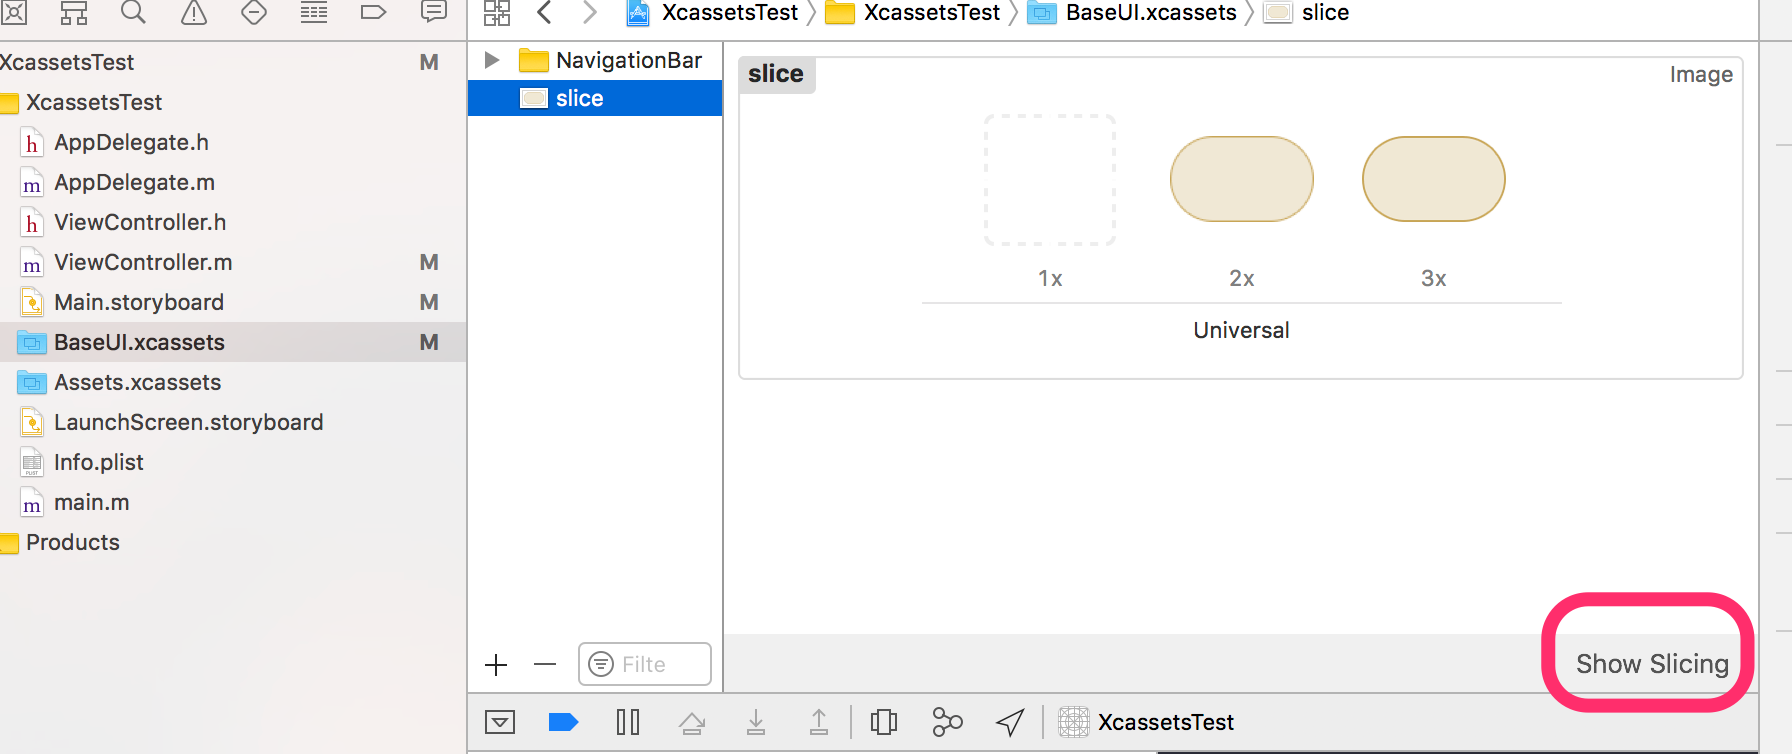 XcassetsTest XcassetsTest BaseUI.xcassets slice
XcassetsTest M
XcassetsTest
h AppDelegate.h
m AppDelegate.m
h ViewController.h
m ViewController.m M
Main.storyboard M
BaseUI.xcassets M
Assets.xcassets
LaunchScreen.storyboard
PLIST Info.plist
m main.m
Products
NavigationBar
slice
Filte
slice
Image
1x 2x 3x
Universal
Show Slicing
XcassetsTest